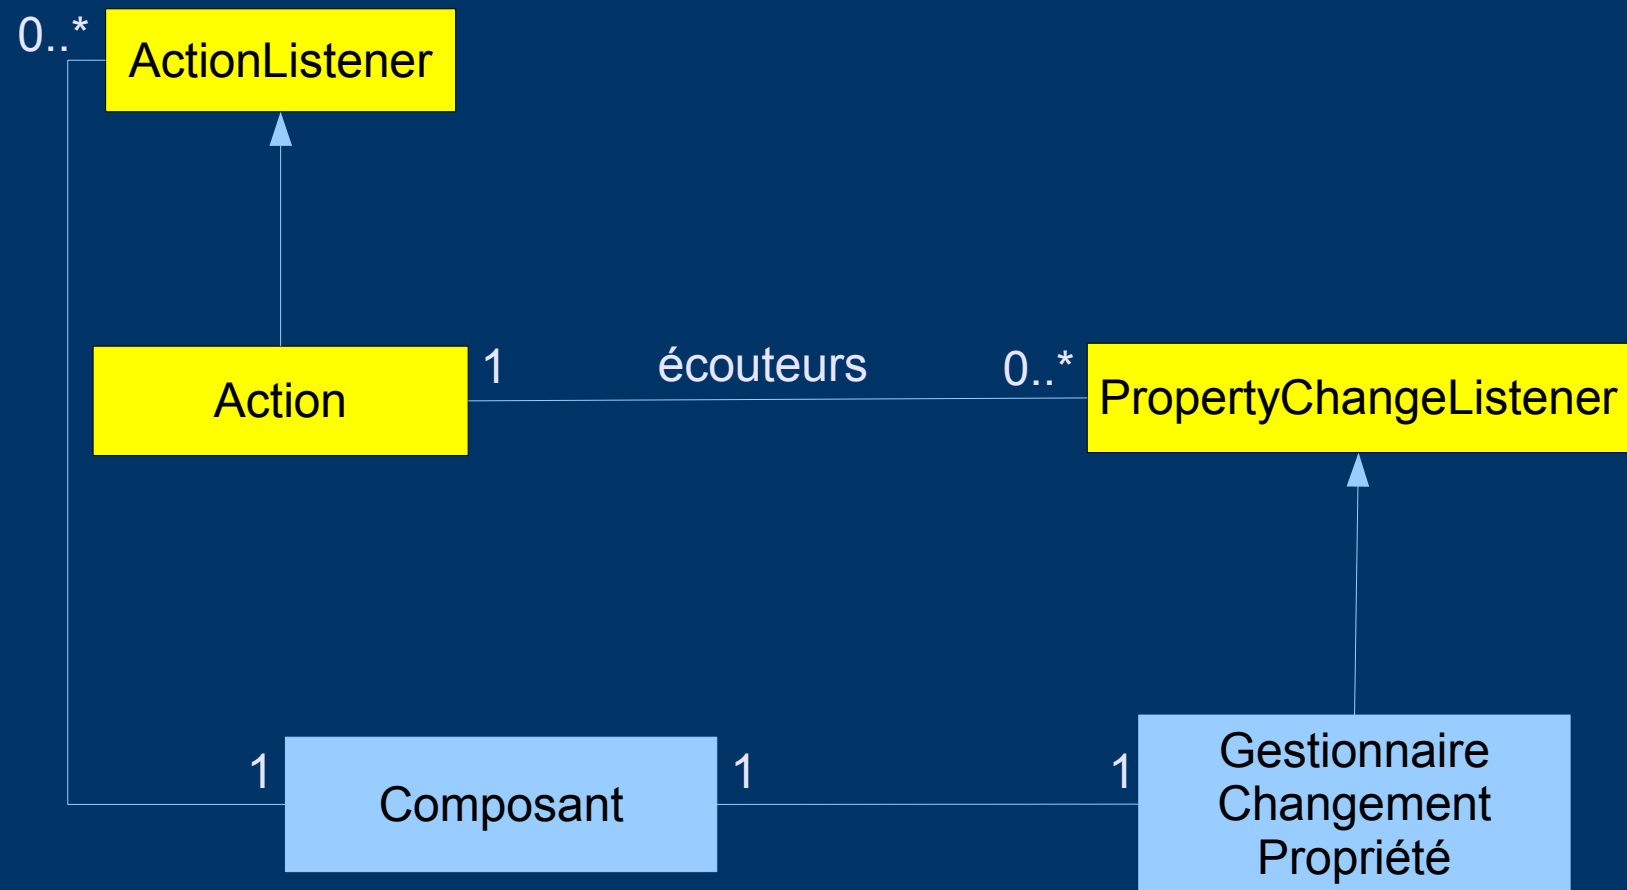 0..*
ActionListener
Action
1
écouteurs
0..*
PropertyChangeListener
1
Composant
1
1
Gestionnaire
Changement
Propriété